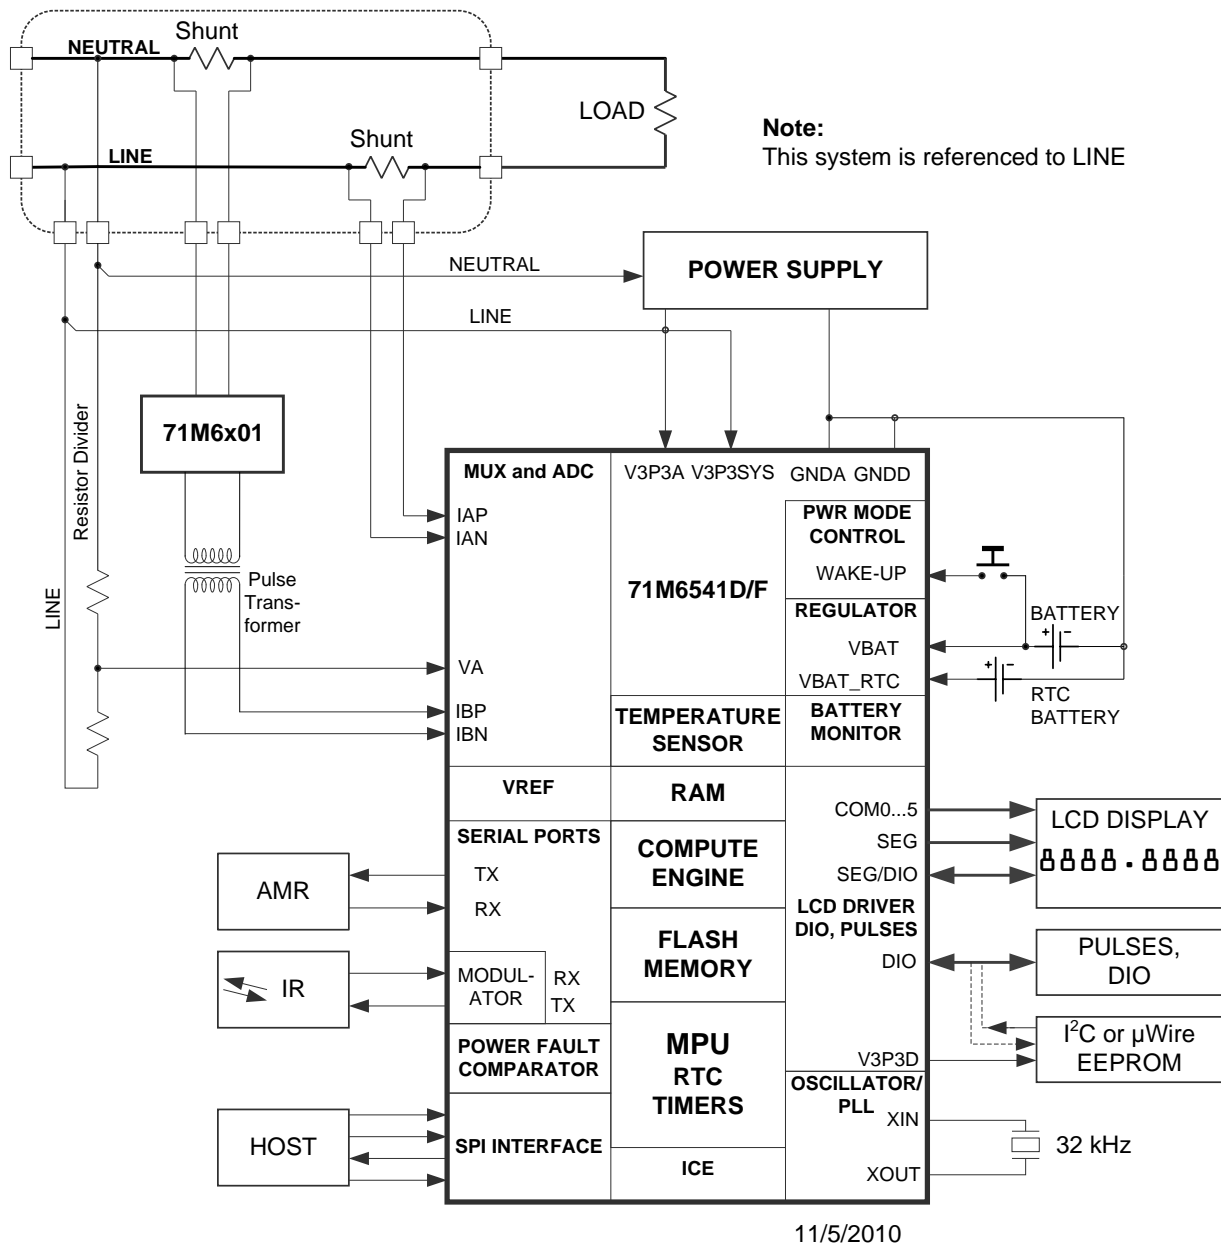 Shunt
NEUTRAL
LOAD
Note:
This system is referenced to LINE
Shunt
LINE
NEUTRAL
POWER SUPPLY
LINE
71M6x01
Resistor Divider
LINE
Pulse
Trans-
former
MUX and ADC
V3P3A V3P3SYS
GNDA GNDD
IAP
IAN
PWR MODE
CONTROL
WAKE-UP
71M6541D/F
REGULATOR
BATTERY
VBAT
VA
VBAT_RTC
RTC
BATTERY
IBP
IBN
TEMPERATURE
SENSOR
BATTERY
MONITOR
VREF
RAM
COM0...5
SEG
SEG/DIO
LCD DISPLAY
SERIAL PORTS
TX
RX
AMR
COMPUTE
ENGINE
LCD DRIVER
DIO, PULSES
DIO
PULSES,
DIO
FLASH
MEMORY
IR
MODUL-
ATOR
RX
TX
I²C or µWire
EEPROM
V3P3D
POWER FAULT
COMPARATOR
MPU
RTC
TIMERS
OSCILLATOR/
PLL
XIN
XOUT
32 kHz
HOST
SPI INTERFACE
ICE
11/5/2010